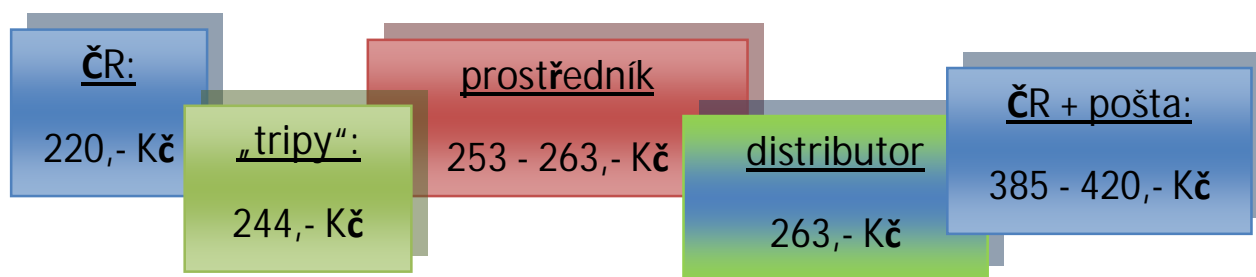 ČR:
220,- Kč
„tripy“:
244,- Kč
prostředník
253 - 263,- Kč
distributor
263,- Kč
ČR + pošta:
385 - 420,- Kč